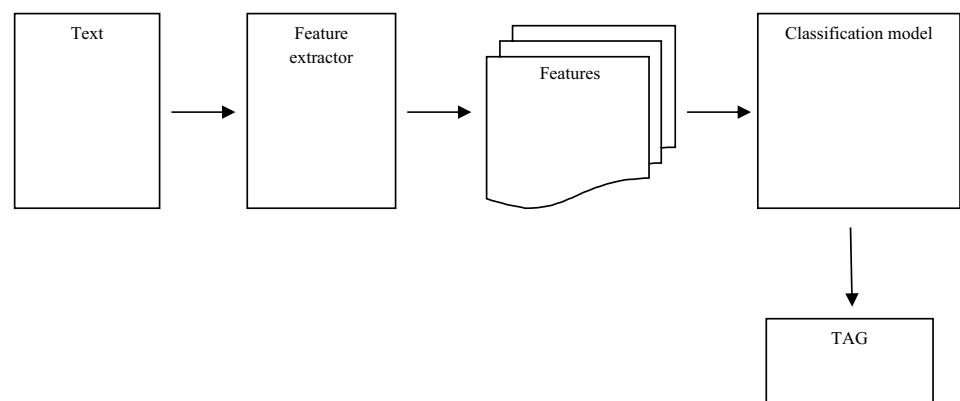 Text
Feature
extractor
Features
Classification model
TAG